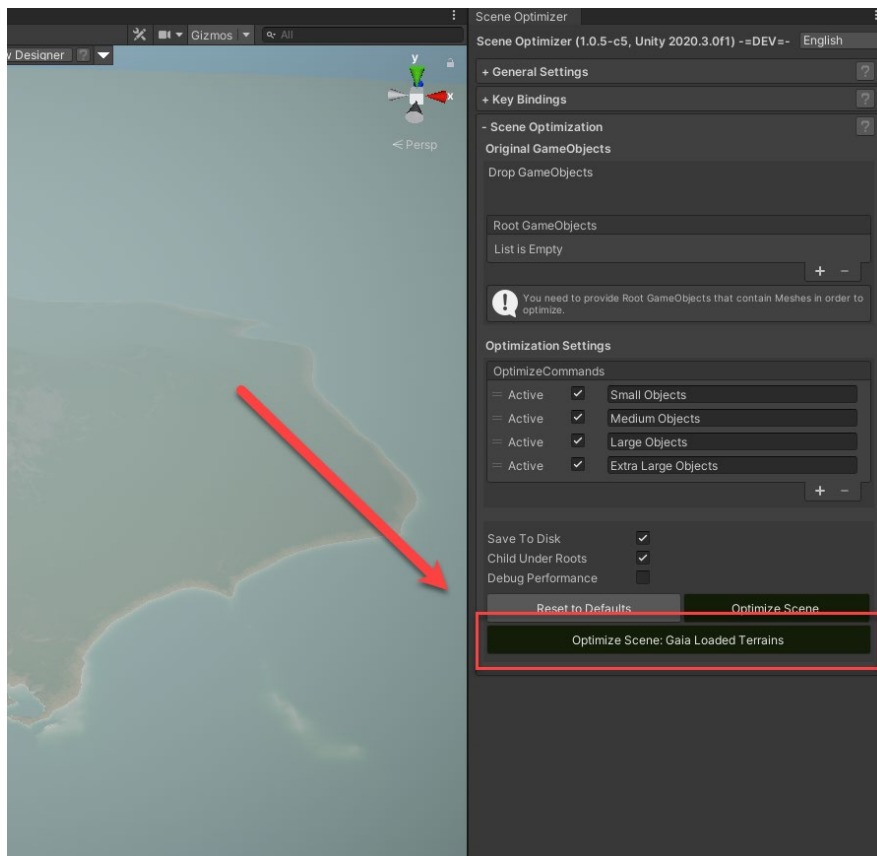 Scene Optimizer
Gizmos
All
Scene Optimizer (1.0.5-c5, Unity 2020.3.0f1) -=DEV=-
English
Designer
?
+ General Settings
?
+ Key Bindings
?
- Scene Optimization
?
Original GameObjects
Drop GameObjects
Root GameObjects
List is Empty
+ -
You need to provide Root GameObjects that contain Meshes in order to
optimize.
Optimization Settings
OptimizeCommands
Active Small Objects
Active Medium Objects
Active Large Objects
Active Extra Large Objects
+ -
Save To Disk
Child Under Roots
Debug Performance
Reset to Defaults
Optimize Scene
Optimize Scene: Gaia Loaded Terrains
y
x
< Persp